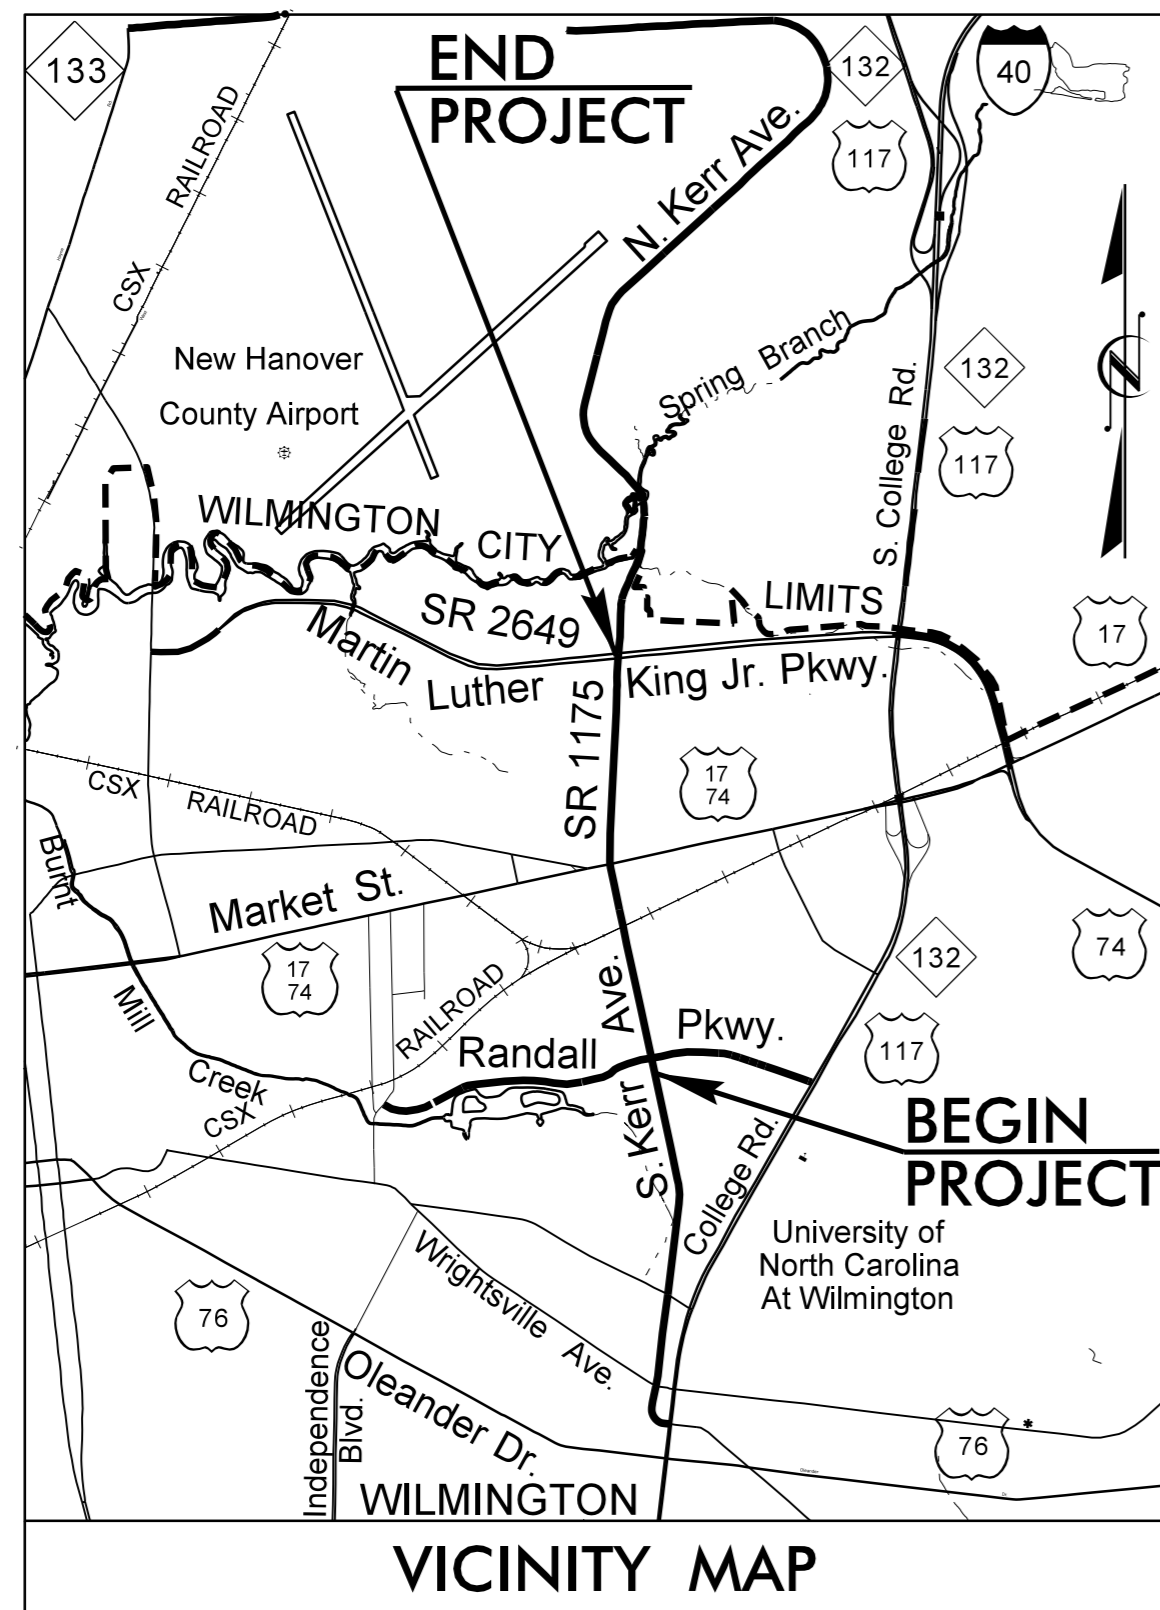 133
END
PROJECT
132
40
117
RAILROAD
CSX
N. Kerr Ave.
New Hanover
County Airport
Spring Branch
S. College Rd.
132
117
N
WILMINGTON CITY LIMITS
SR 2649
Martin Luther King Jr. Pkwy.
17
SR 1175
17
74
CSX RAILROAD
Burnt Mill Creek
Market St.
17
74
132
74
RAILROAD
CSX
S. Kerr Ave.
Randall Pkwy.
117
BEGIN
PROJECT
College Rd.
University of
North Carolina
At Wilmington
Wrightsville Ave.
76
Independence
Blvd.
Oleander Dr.
76
Oleander
Dr
WILMINGTON
VICINITY MAP